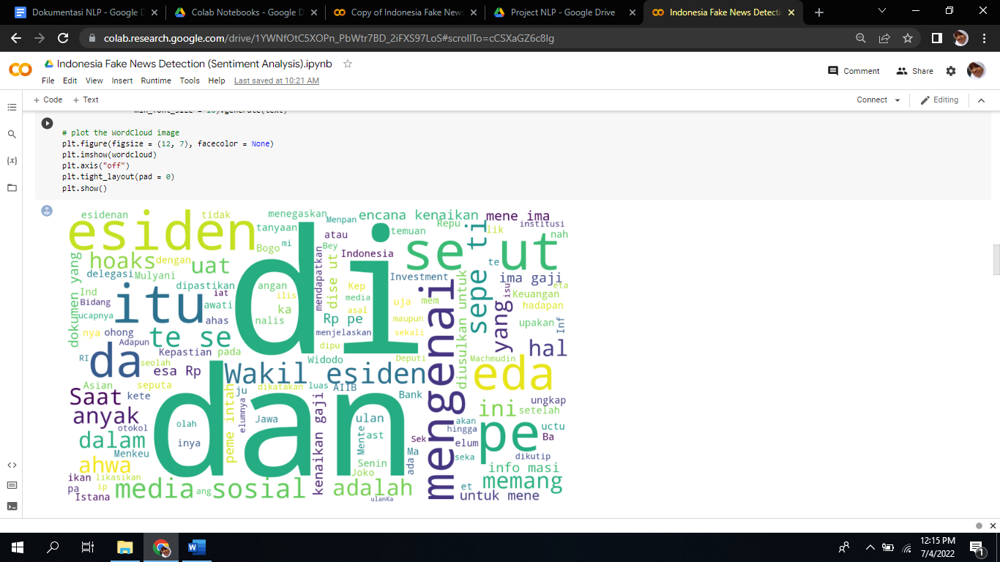 Dokumentasi NLP - Google D
Colab Notebooks - Google D
Copy of Indonesia Fake News
Project NLP - Google Drive
Indonesia Fake News Detecti
colab.research.google.com/drive/1YWNfOtC5XOPn_PbWtr7BD_2iFXS97LoS#scrollTo=cCSXaGZ6c8lg
Indonesia Fake News Detection (Sentiment Analysis).ipynb
File Edit View Insert Runtime Tools Help Last saved at 10:21 AM
Comment Share
+ Code + Text
Connect Editing
# plot the WordCloud image
plt.figure(figsize = (12, 7), facecolor = None)
plt.imshow(wordcloud)
plt.axis("off")
plt.tight_layout(pad = 0)
plt.show()
esidenan
tidak
menegaskan
Menpan
encana kenaikan
mene ima
esiden
tanyaan
di
atau
temuan
Repu
ti
lik
institusi
nah
Bogo
mi
Bey
se ut
hoaks
dengan
uat
Indonesia
te
dokumen yang
delegasi
Mulyani
dipastikan
angan
mendapatkan
dise ut
Investment
ima gaji
eta
Ind
iat
ilis
Kep
isu
Keuangan
Bidang
itu
awati
ka
media
uja
mem
sepe
yang
hadapan
ucapnya
ahas
nalis
asal
Rp pe
maupun
upakan
Inf
nya
ohong
te se
menjelaskan
sekali
diusulkan untuk
Adapun
dipu
mengenai
hal
RI
da
seolah
Kepastian
pada
Widodo
Deputi
Machmudin
esa Rp
Wakil esiden
eda
Asian
seputa
dikatakan
luas
AIIB
Bank
Saat
kete
dan
peme intah
ju
ungkap
anyak
elumnya
kenaikan gaji
ini
setelah
otokol
olah
Jawa
ulan
akan
hingga
pe
uctu
Ba
dalam
inya
Mente
ast
Sek
elum
Menkeu
Senin
Ma
seka
dikutip
ahwa
Joko
ada
info masi
ikan
likasikan
memang
pa
ip
media
ang
sosial
adalah
et
Istana
ulanKa
untuk mene
12:15 PM
7/4/2022
1